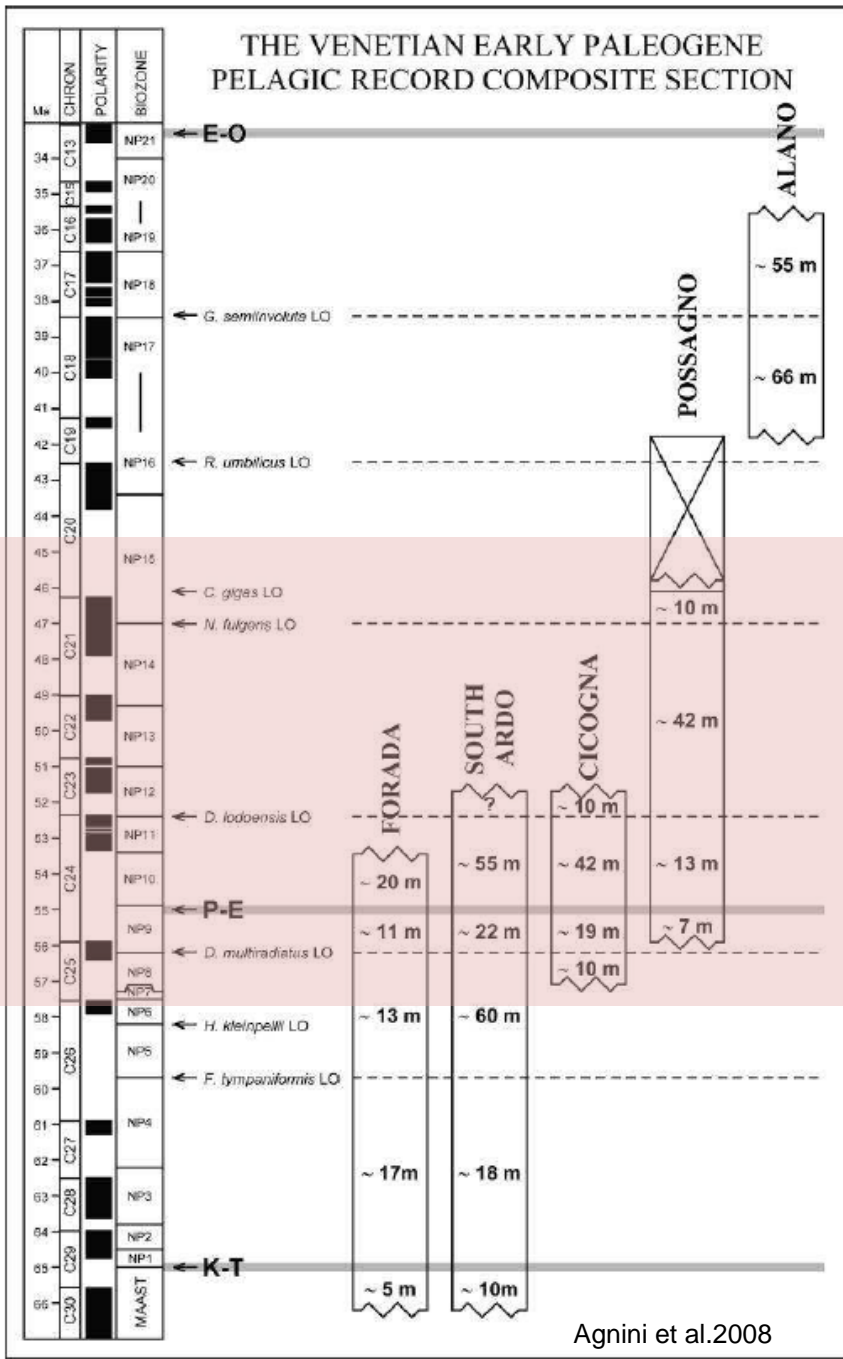 THE VENETIAN EARLY PALEOGENE
PELAGIC RECORD COMPOSITE SECTION
Ma
CHRON
POLARITY
BIOZONE
34
35
36
37
38
39
40
41
42
43
44
45
46
47
48
49
50
51
52
53
54
55
56
57
58
59
60
61
62
63
64
65
66
C13
C15
C16
C17
C18
C19
C20
C21
C22
C23
C24
C25
C26
C27
C28
C29
C30
NP21
NP20
NP19
NP18
NP17
NP16
NP15
NP14
NP13
NP12
NP11
NP10
NP9
NP8
NP7
NP6
NP5
NP4
NP3
NP2
NP1
MAAST
E-O
G. semiinvoluta LO
R. umbilicus LO
C. gigas LO
N. fulgens LO
D. lodoensis LO
P-E
D. multiradiatus LO
H. kleinpellii LO
F. tympaniformis LO
K-T
FORADA
~ 20 m
~ 11 m
~ 13 m
~ 17m
~ 5 m
SOUTH
ARDO
?
~ 55 m
~ 22 m
~ 60 m
~ 18 m
~ 10m
CICOGNA
~ 10 m
~ 42 m
~ 19 m
~ 10 m
POSSAGNO
~ 10 m
~ 42 m
~ 13 m
~ 7 m
ALANO
~ 55 m
~ 66 m
Agnini et al.2008